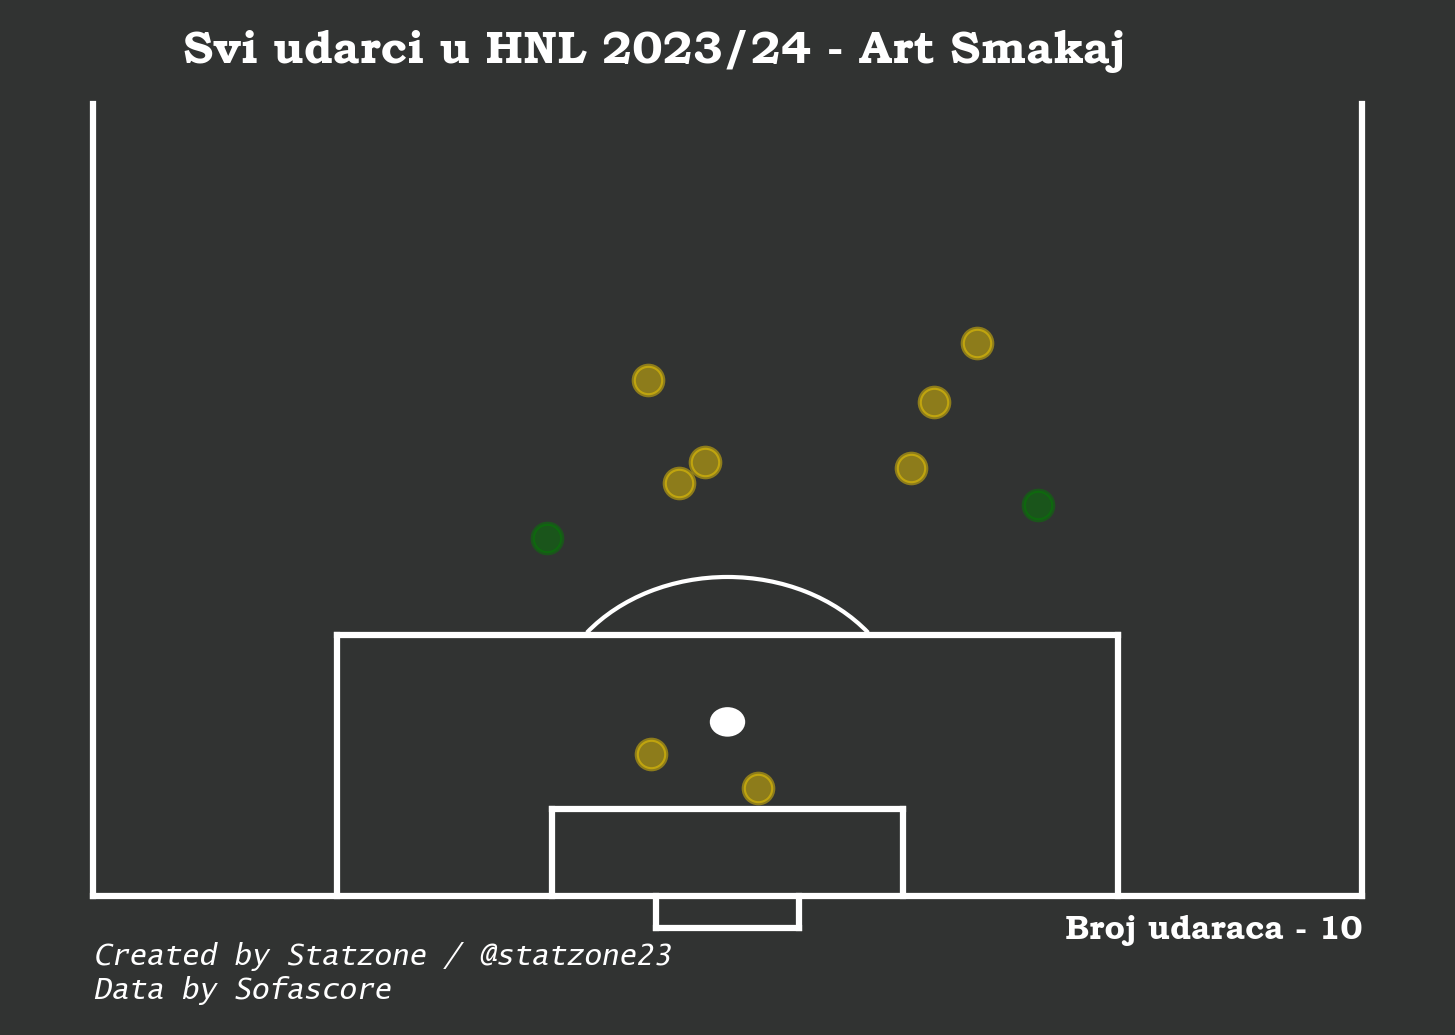 Svi udarci u HNL 2023/24 - Art Smakaj
Broj udaraca - 10
Created by Statzone / @statzone23
Data by Sofascore